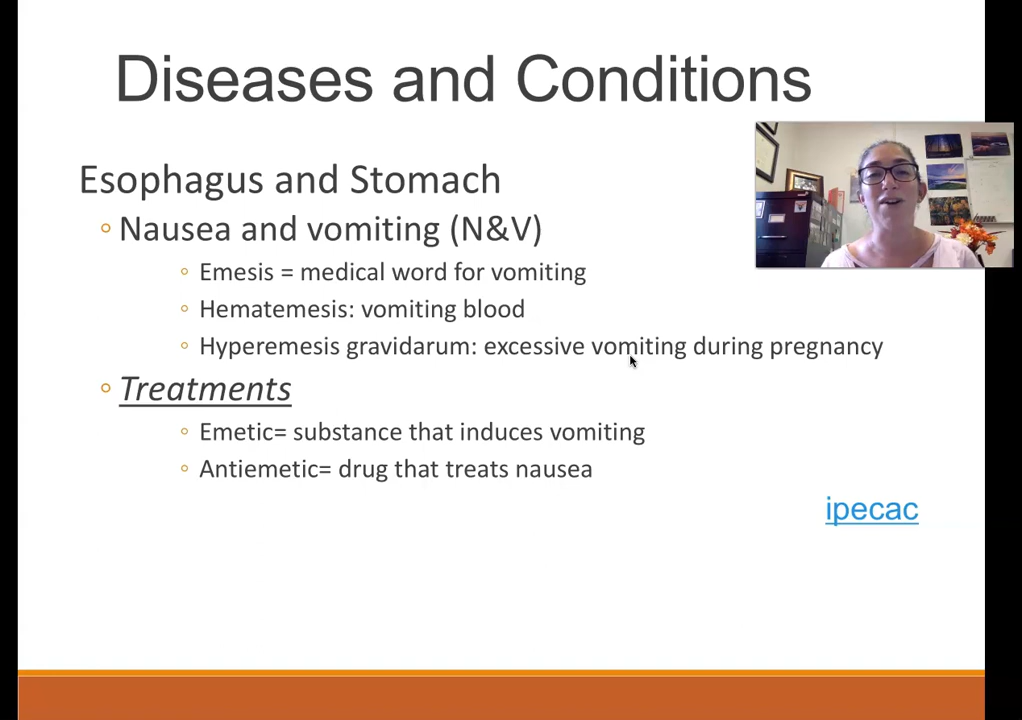 Diseases and Conditions
Esophagus and Stomach
Nausea and vomiting (N&V)
Emesis = medical word for vomiting
Hematemesis: vomiting blood
Hyperemesis gravidarum: excessive vomiting during pregnancy
Treatments
Emetic= substance that induces vomiting
Antiemetic= drug that treats nausea
ipecac